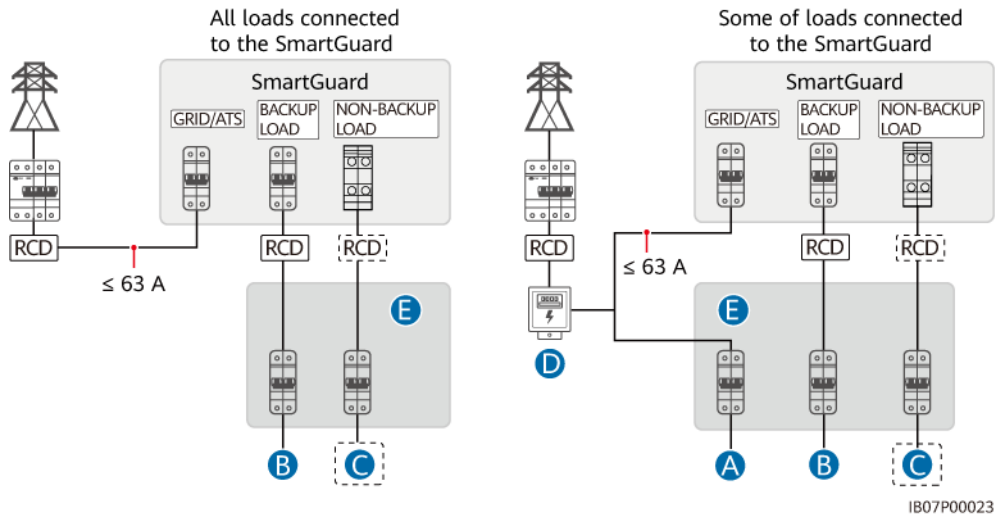 All loads connected
to the SmartGuard
SmartGuard
GRID/ATS
BACKUP
LOAD
NON-BACKUP
LOAD
RCD
RCD
RCD
≤ 63 A
E
B
C
Some of loads connected
to the SmartGuard
SmartGuard
GRID/ATS
BACKUP
LOAD
NON-BACKUP
LOAD
RCD
RCD
RCD
≤ 63 A
E
D
A
B
C
IB07P00023